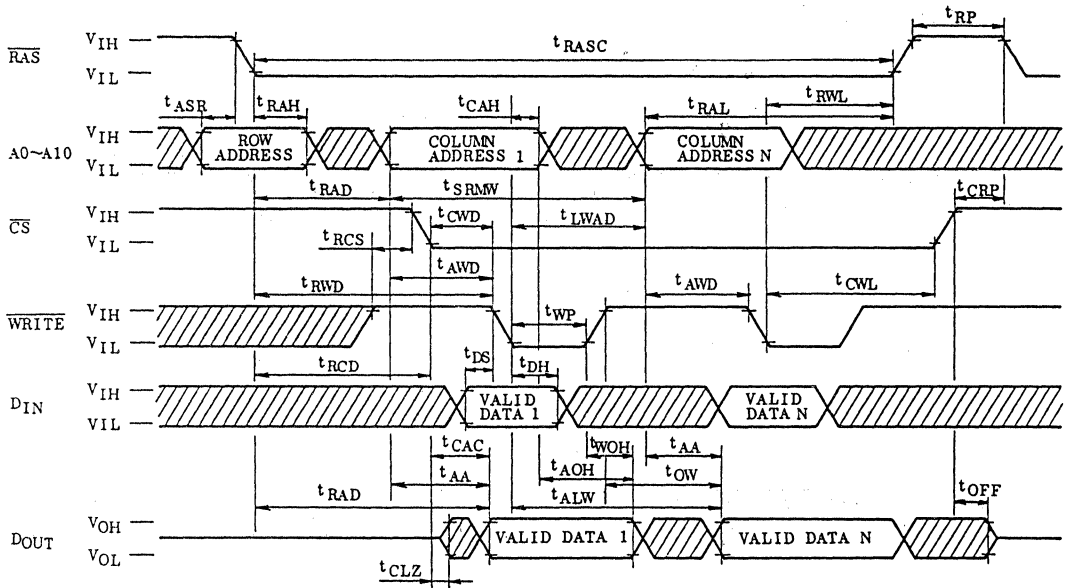 tRP
RAS VIH tRASC
VIL
tASR tRAH tCAH tRAL tRWL
A0~A10 VIH ROW ADDRESS COLUMN ADDRESS 1 COLUMN ADDRESS N
VIL
tRAD tSRMW tCRP
CS VIH tCWD tLWAD
VIL
tRCS
tAWD
tRWD tAWD tCWL
WRITE VIH tWP
VIL
tRCD tDS tDH
DIN VIH VALID DATA 1 VALID DATA N
VIL
tCAC tWOH tAA
tAA tAOH tOW
tRAD tALW tOFF
DOUT VOH VALID DATA 1 VALID DATA N
VOL
tCLZ